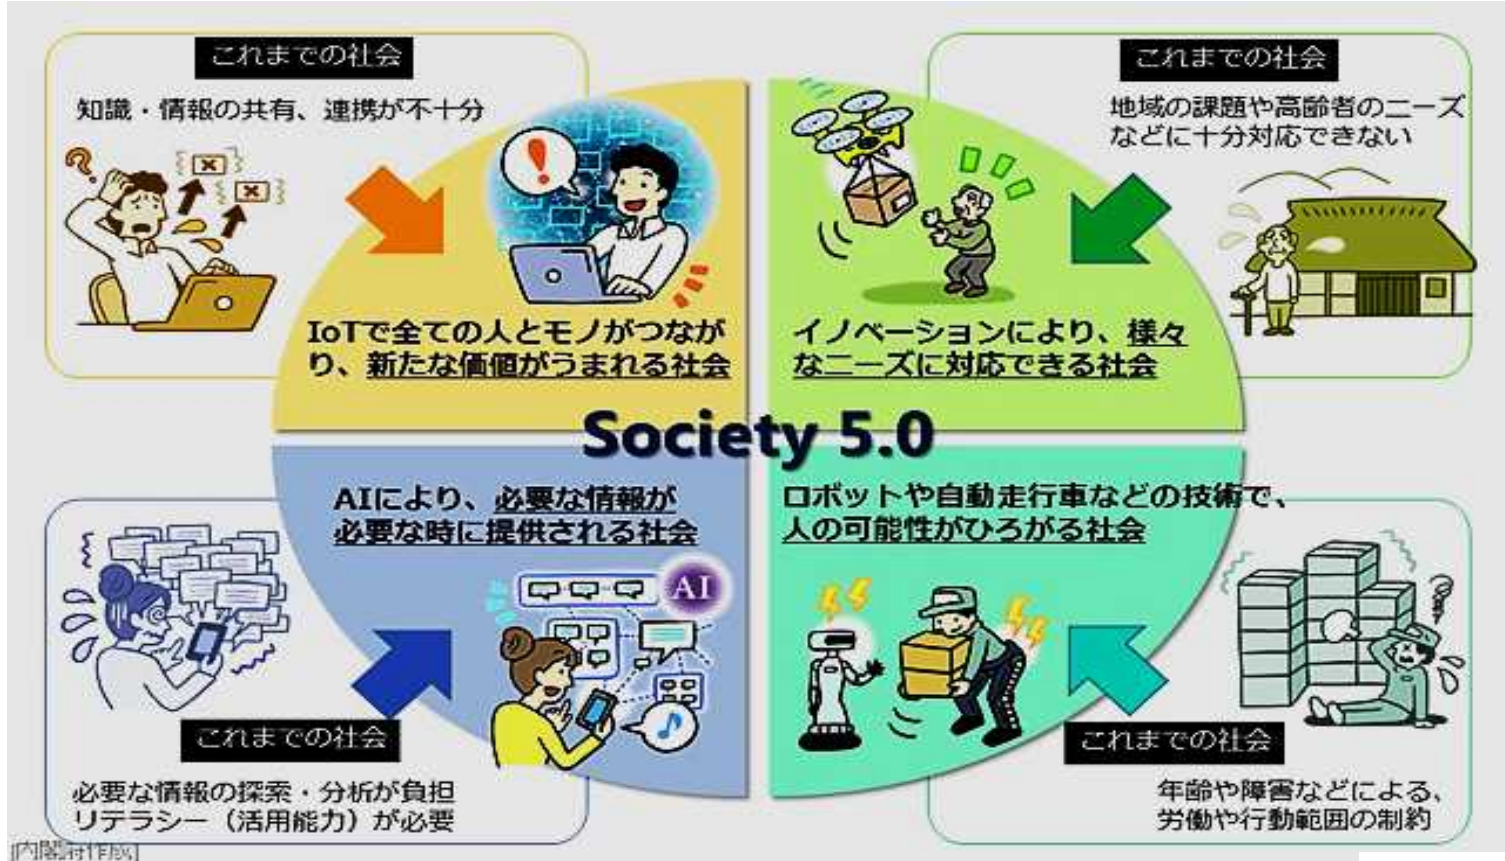 これまでの社会
知識・情報の共有、連携が不十分
IoTで全ての人とモノがつなが
り、新たな価値がうまれる社会
これまでの社会
地域の課題や高齢者のニーズ
などに十分対応できない
イノベーションにより、様々
なニーズに対応できる社会
Society 5.0
AIにより、必要な情報が
必要な時に提供される社会
AI
これまでの社会
必要な情報の探索・分析が負担
リテラシー（活用能力）が必要
ロボットや自動走行車などの技術で、
人の可能性がひろがる社会
これまでの社会
年齢や障害などによる、
労働や行動範囲の制約
[内閣府作成]